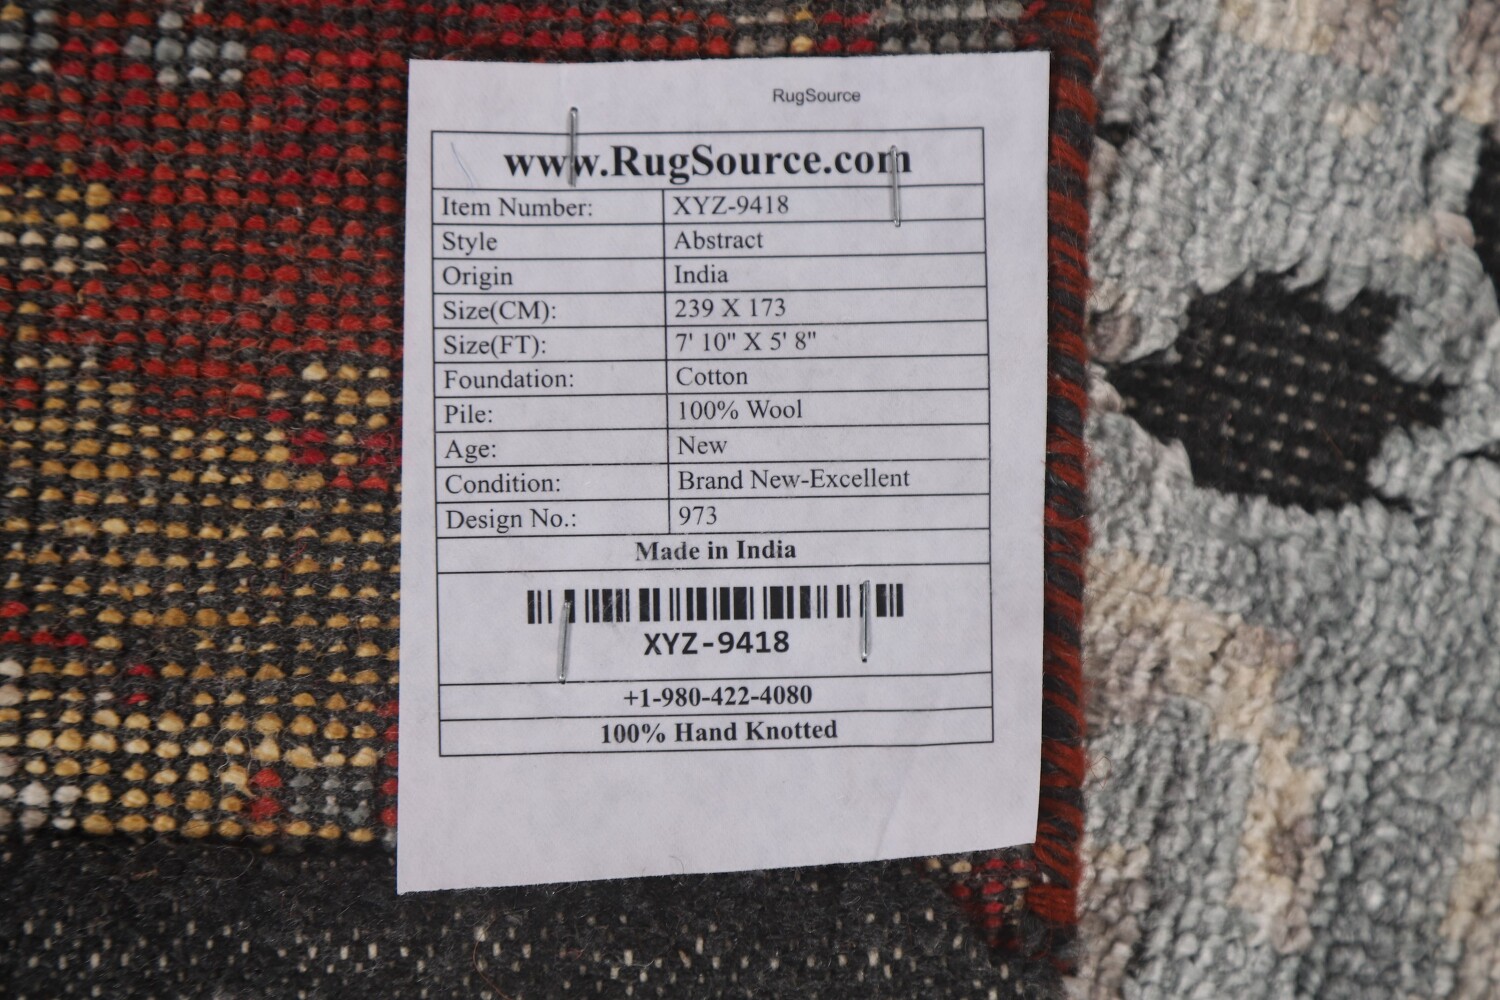 RugSource
www.RugSource.com
Item Number: XYZ-9418
Style Abstract
Origin India
Size(CM): 239 X 173
Size(FT): 7' 10" X 5' 8"
Foundation: Cotton
Pile: 100% Wool
Age: New
Condition: Brand New-Excellent
Design No.: 973
Made in India
XYZ-9418
+1-980-422-4080
100% Hand Knotted